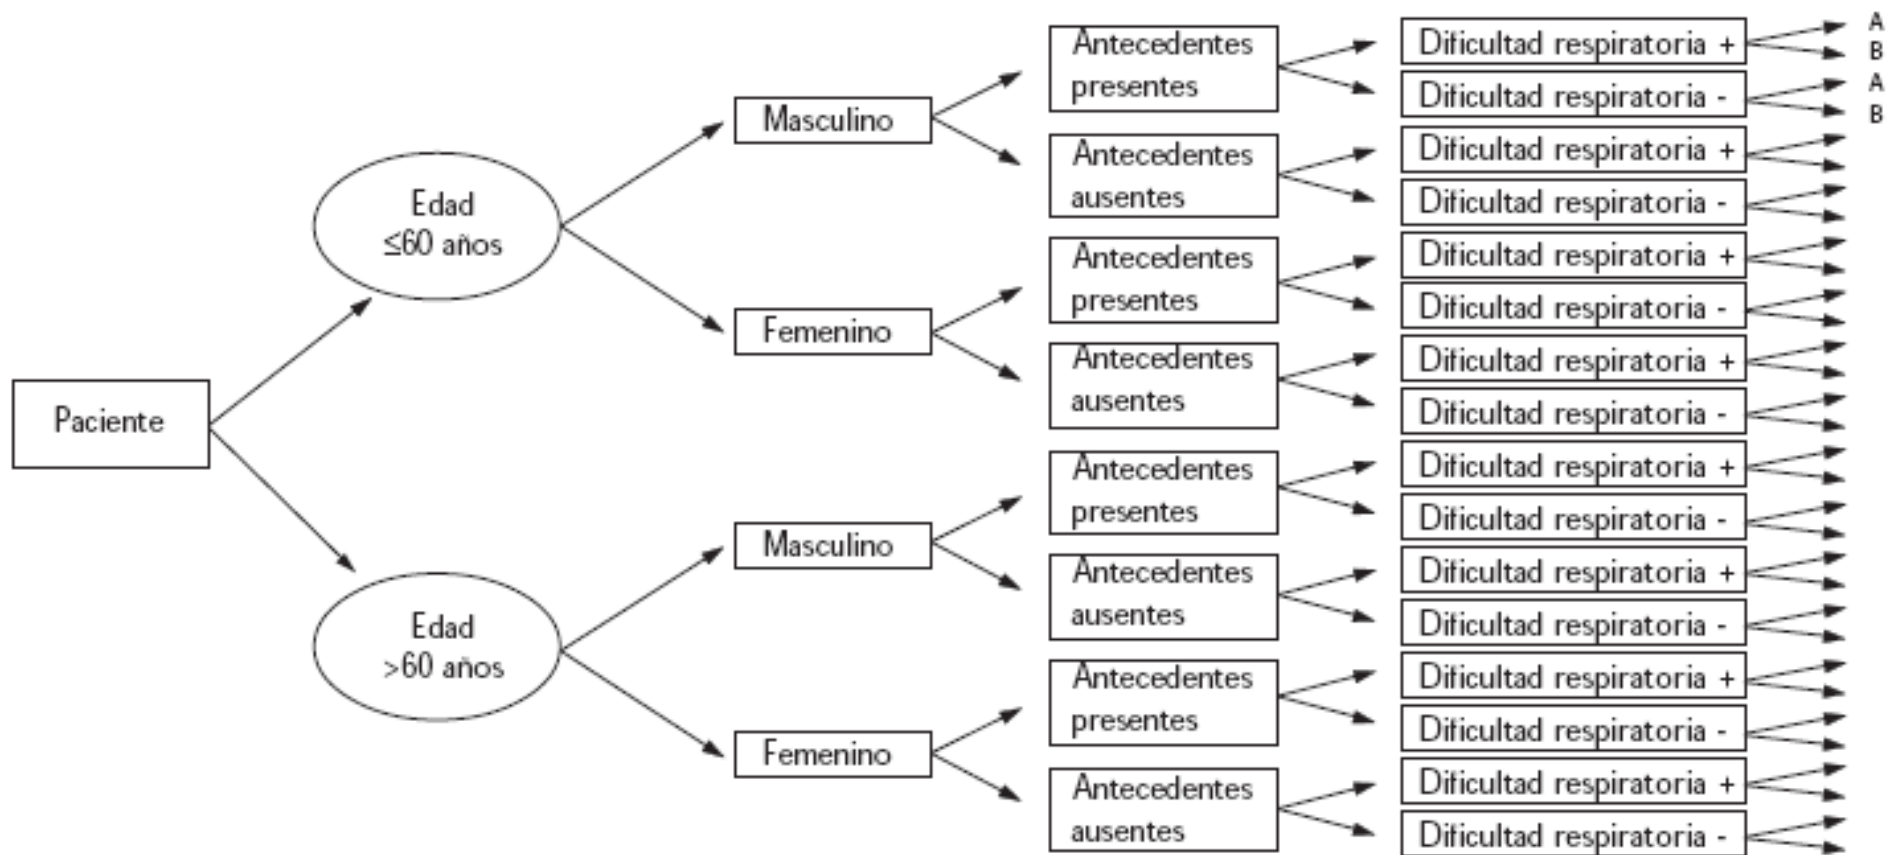 Paciente
Edad
≤60 años
Edad
>60 años
Masculino
Femenino
Masculino
Femenino
Antecedentes
presentes
Antecedentes
ausentes
Antecedentes
presentes
Antecedentes
ausentes
Antecedentes
presentes
Antecedentes
ausentes
Antecedentes
presentes
Antecedentes
ausentes
Dificultad respiratoria +
Dificultad respiratoria -
Dificultad respiratoria +
Dificultad respiratoria -
Dificultad respiratoria +
Dificultad respiratoria -
Dificultad respiratoria +
Dificultad respiratoria -
Dificultad respiratoria +
Dificultad respiratoria -
Dificultad respiratoria +
Dificultad respiratoria -
Dificultad respiratoria +
Dificultad respiratoria -
Dificultad respiratoria +
Dificultad respiratoria -
A
B
A
B